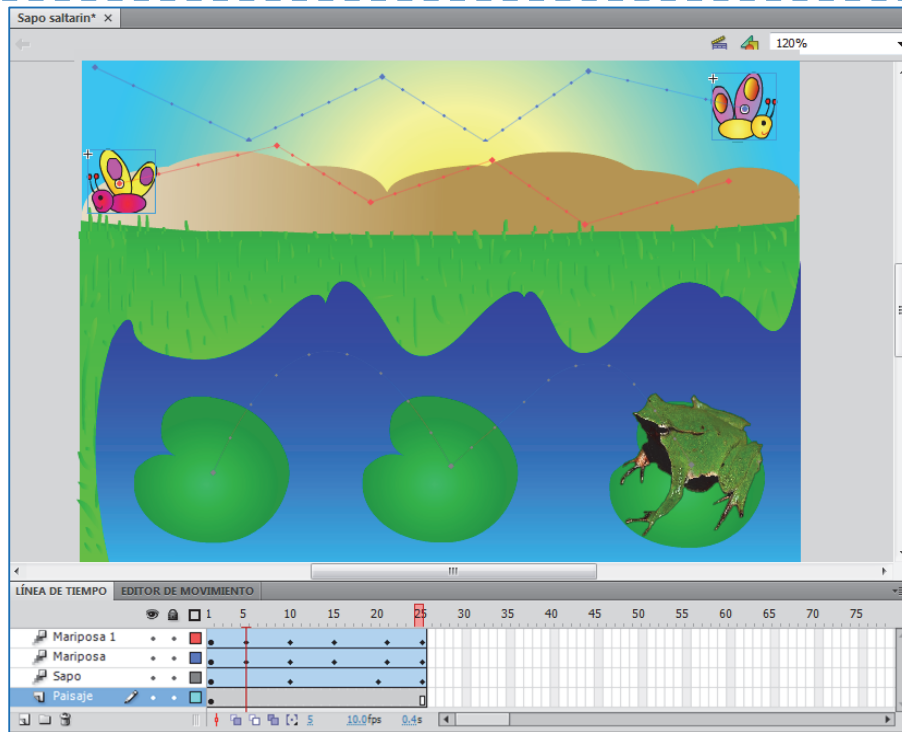 Sapo saltarin* ×
120%
LÍNEA DE TIEMPO EDITOR DE MOVIMIENTO
1 5 10 15 20 25 30 35 40 45 50 55 60 65 70 75
Mariposa 1
Mariposa
Sapo
Paisaje
5 10.0fps 0.4s